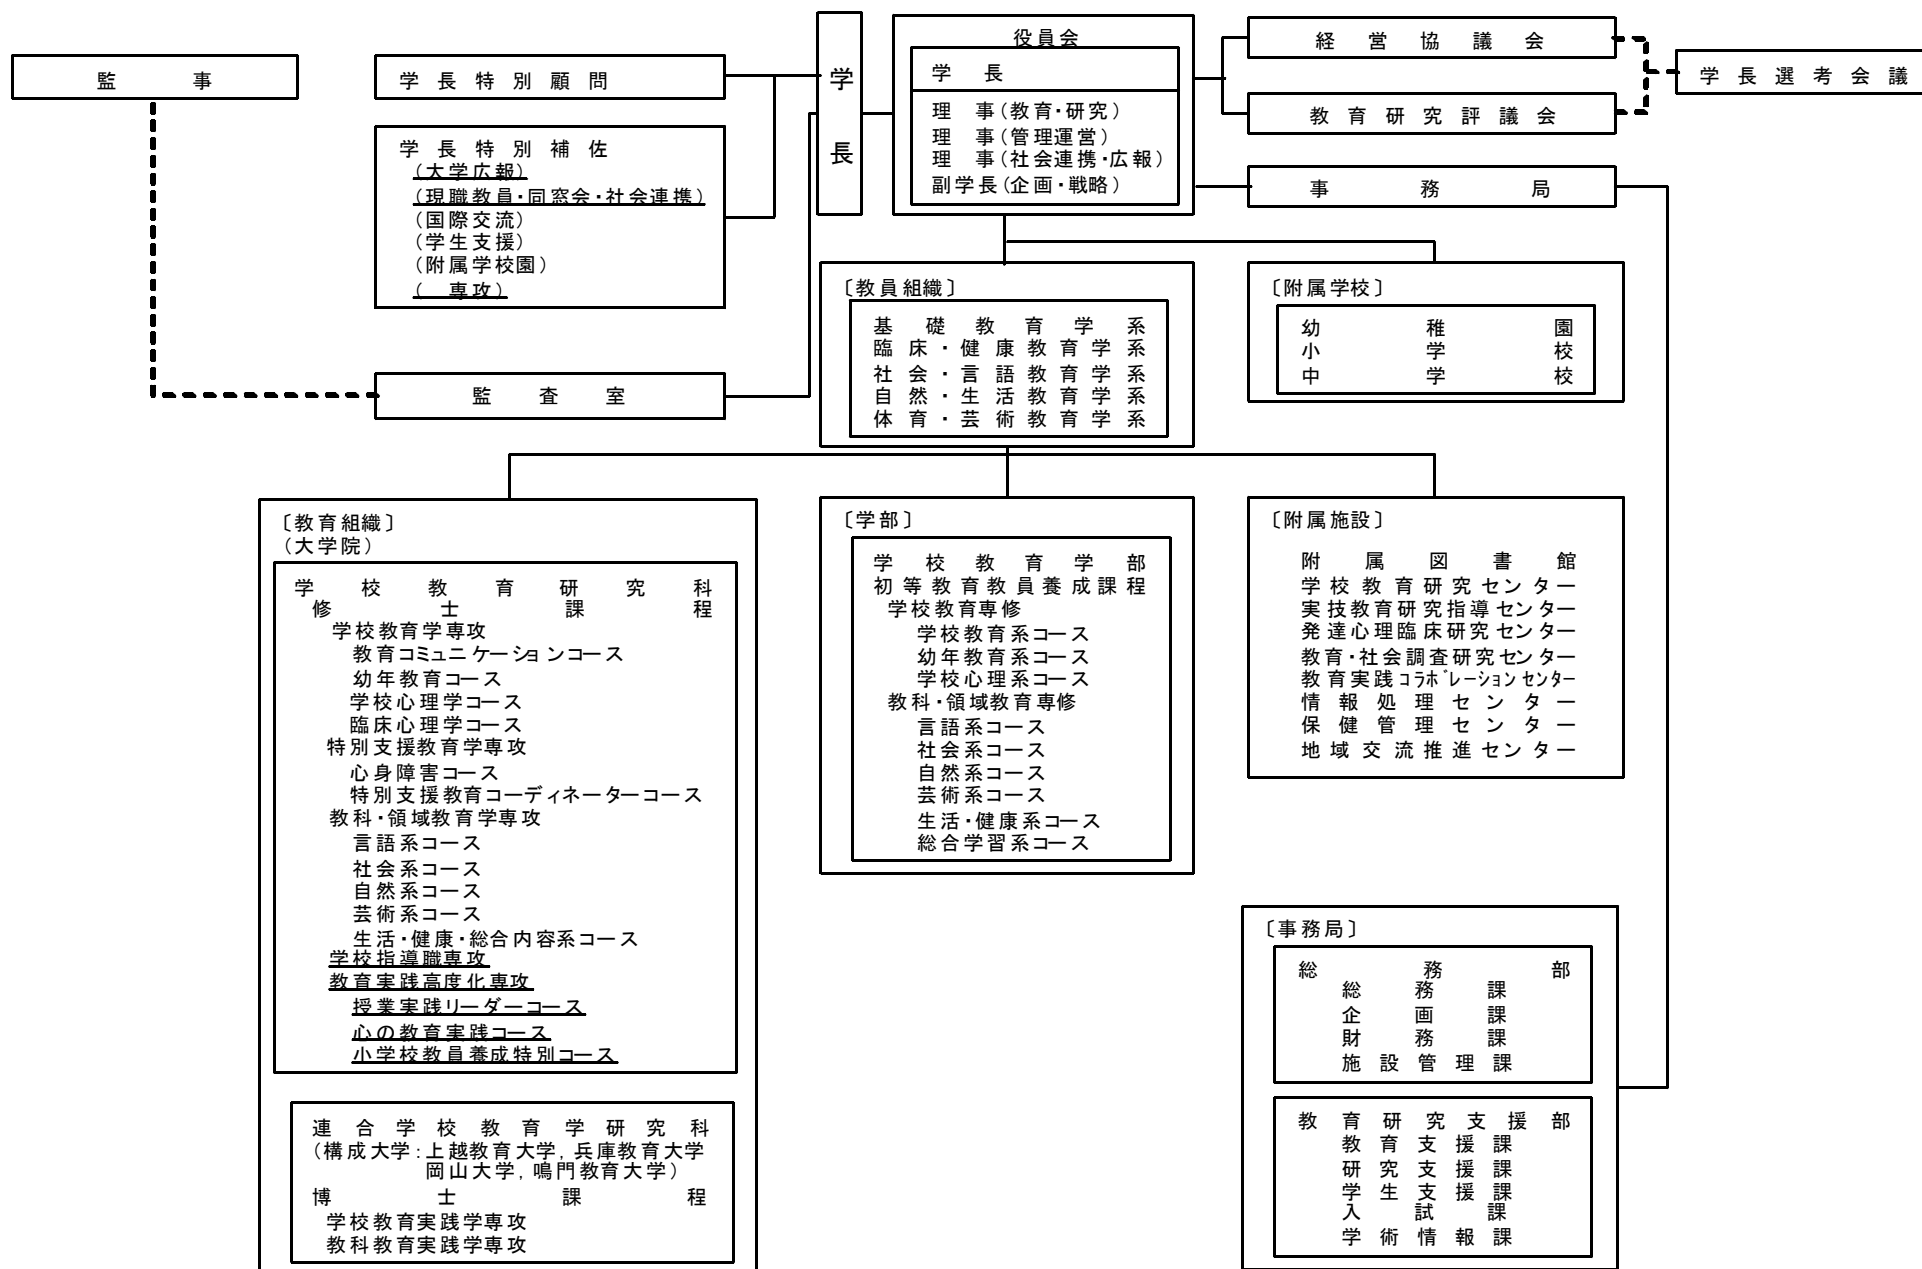 監事
学長特別顧問
学長特別補佐
(大学広報)
(現職教員・同窓会・社会連携)
(国際交流)
(学生支援)
(附属学校園)
(　専攻)
監査室
学長
役員会
学長
理　事(教育・研究)
理　事(管理運営)
理　事(社会連携・広報)
副学長(企画・戦略)
経営協議会
教育研究評議会
学長選考会議
事務局
〔教員組織〕
基礎教育学系
臨床・健康教育学系
社会・言語教育学系
自然・生活教育学系
体育・芸術教育学系
〔附属学校〕
幼稚園
小学校
中学校
〔教育組織〕
(大学院)
学校教育研究科
修士課程
学校教育学専攻
教育コミュニケーションコース
幼年教育コース
学校心理学コース
臨床心理学コース
特別支援教育学専攻
心身障害コース
特別支援教育コーディネーターコース
教科・領域教育学専攻
言語系コース
社会系コース
自然系コース
芸術系コース
生活・健康・総合内容系コース
学校指導職専攻
教育実践高度化専攻
授業実践リーダーコース
心の教育実践コース
小学校教員養成特別コース
連合学校教育学研究科
(構成大学:上越教育大学,兵庫教育大学
岡山大学,鳴門教育大学)
博士課程
学校教育実践学専攻
教科教育実践学専攻
〔学部〕
学校教育学部
初等教育教員養成課程
学校教育専修
学校教育系コース
幼年教育系コース
学校心理系コース
教科・領域教育専修
言語系コース
社会系コース
自然系コース
芸術系コース
生活・健康系コース
総合学習系コース
〔附属施設〕
附属図書館
学校教育研究センター
実技教育研究指導センター
発達心理臨床研究センター
教育・社会調査研究センター
教育実践コラボレーションセンター
情報処理センター
保健管理センター
地域交流推進センター
〔事務局〕
総務部
総務課
企画課
財務課
施設管理課
教育研究支援部
教育支援課
研究支援課
学生支援課
入試課
学術情報課